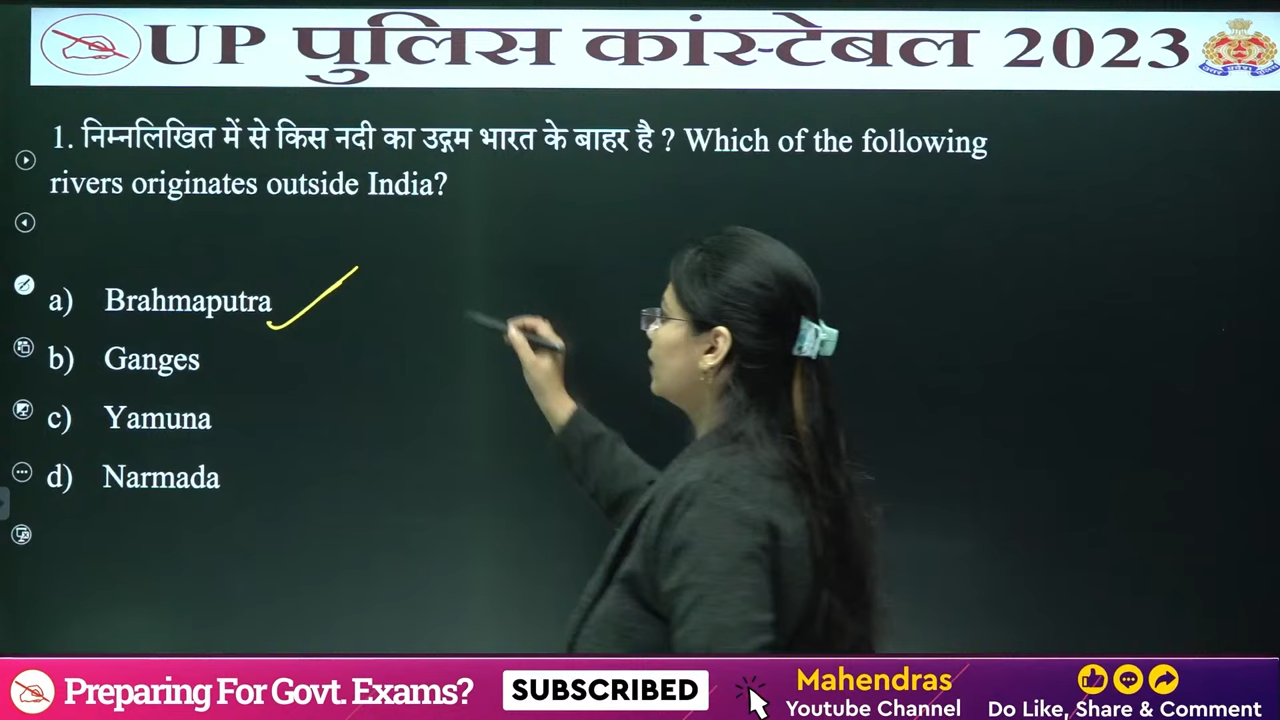 UP पुलिस कांस्टेबल 2023
1. निम्नलिखित में से किस नदी का उद्गम भारत के बाहर है ? Which of the following
rivers originates outside India?
a) Brahmaputra
b) Ganges
c) Yamuna
d) Narmada
Preparing For Govt. Exams?
SUBSCRIBED
Mahendras
Youtube Channel
Do Like, Share & Comment